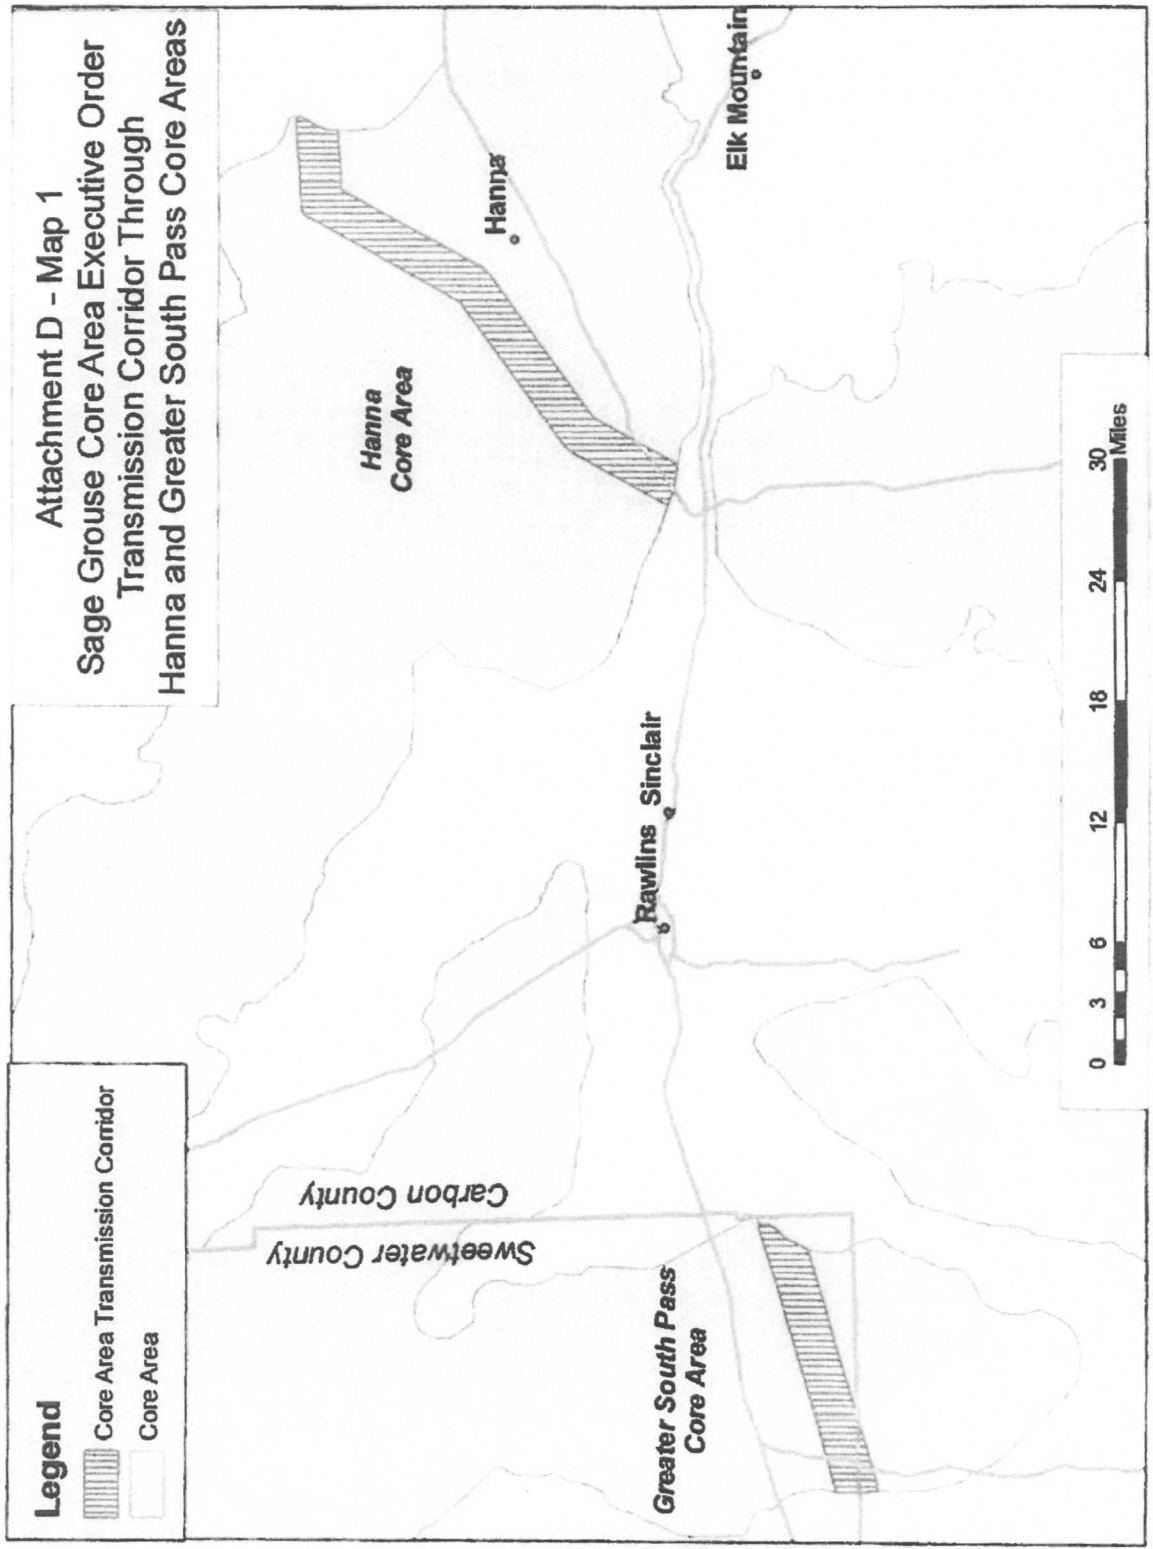 Attachment D - Map 1
Sage Grouse Core Area Executive Order
Transmission Corridor Through
Hanna and Greater South Pass Core Areas
Legend
Core Area Transmission Corridor
Core Area
Hanna
Core Area
Hanna
Elk Mountain
Rawlins
Sinclair
Carbon County
Sweetwater County
Greater South Pass
Core Area
0 3 6 12 18 24 30
Miles